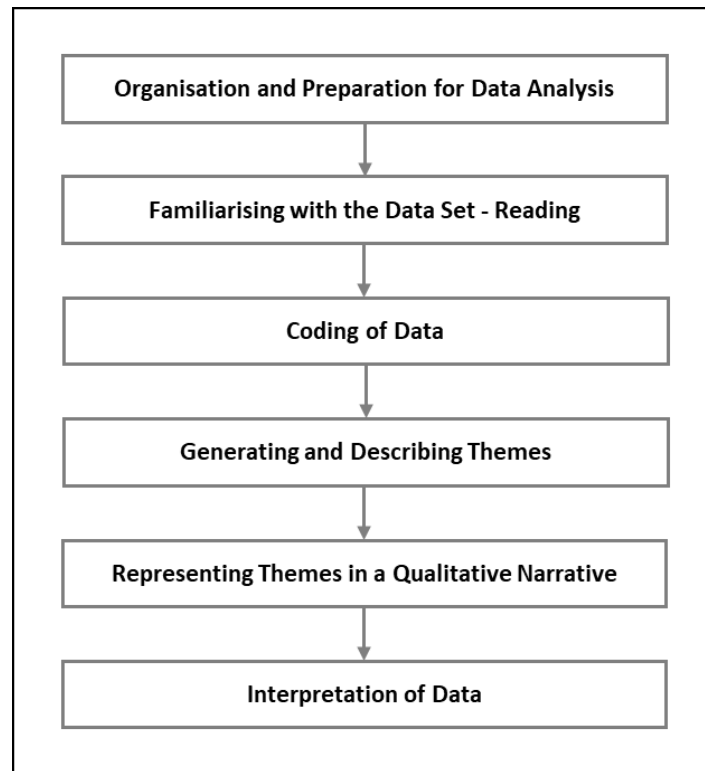 Organisation and Preparation for Data Analysis
Familiarising with the Data Set - Reading
Coding of Data
Generating and Describing Themes
Representing Themes in a Qualitative Narrative
Interpretation of Data